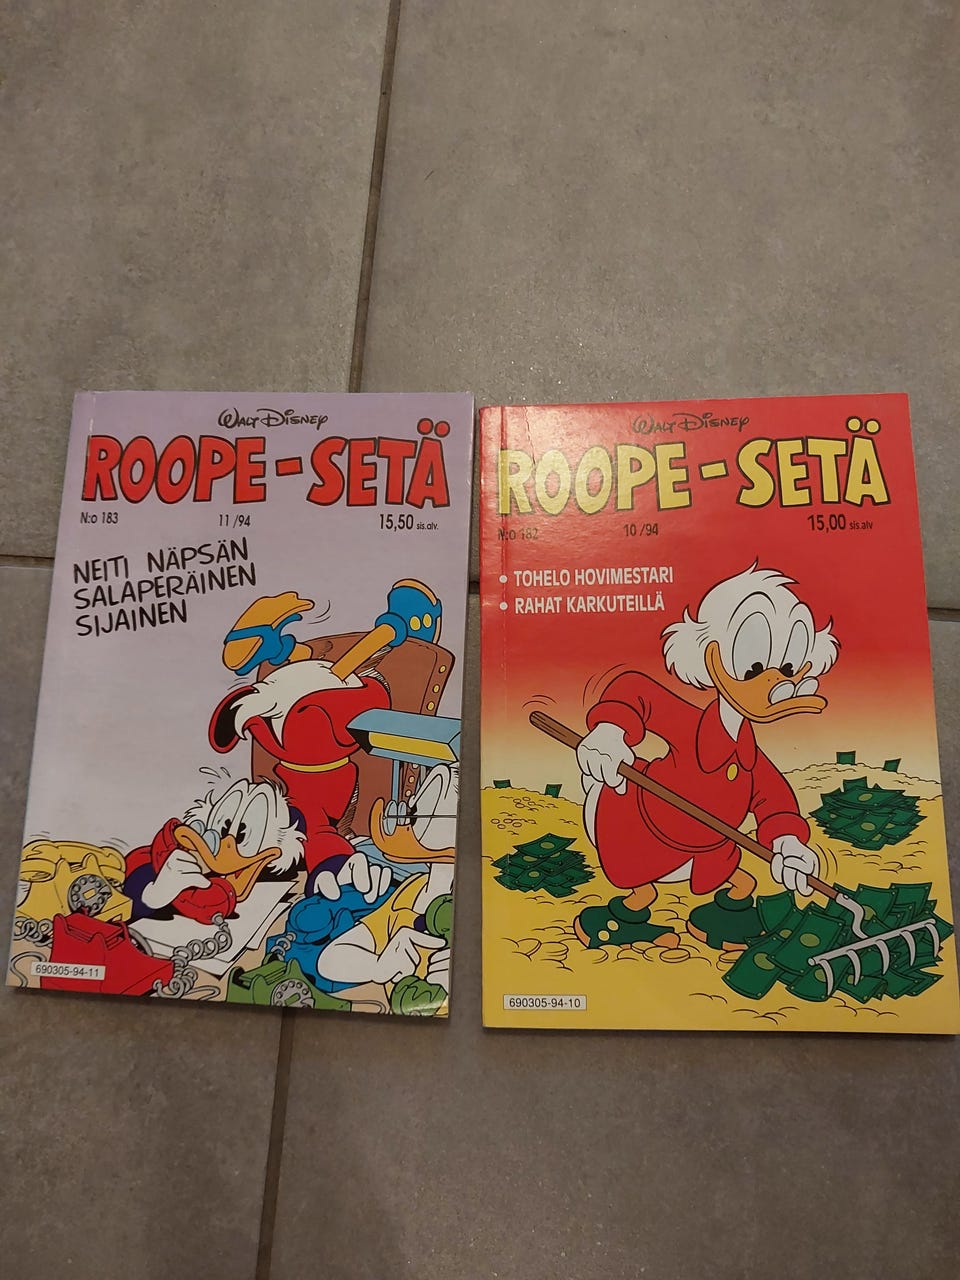 WALT DISNEY
ROOPE-SETÄ
N:o 183 11/94 15,50 sis.alv.
NEITI NÄPSÄN
SALAPERÄINEN
SIJAINEN
690305-94-11
WALT DISNEY
ROOPE-SETÄ
N:o 182 10/94 15,00 sis.alv
• TOHELO HOVIMESTARI
• RAHAT KARKUTEILLÄ
690305-94-10